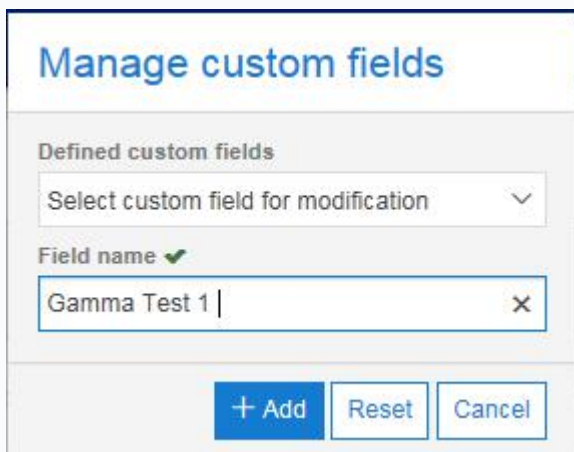 Manage custom fields
Defined custom fields
Select custom field for modification
Field name
Gamma Test 1
+ Add Reset Cancel